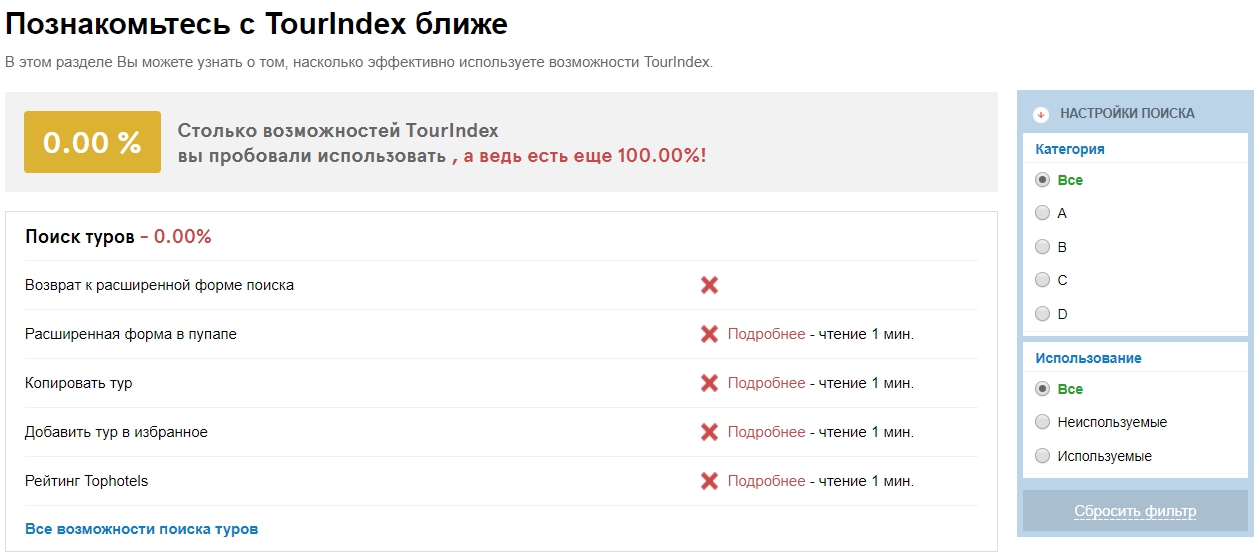 Познакомьтесь с TourIndex ближе
В этом разделе Вы можете узнать о том, насколько эффективно используете возможности TourIndex.
0.00 %
Столько возможностей TourIndex
вы пробовали использовать , а ведь есть еще 100.00%!
Поиск туров - 0.00%
Возврат к расширенной форме поиска
Расширенная форма в пупапе
Подробнее - чтение 1 мин.
Копировать тур
Подробнее - чтение 1 мин.
Добавить тур в избранное
Подробнее - чтение 1 мин.
Рейтинг Tophotels
Подробнее - чтение 1 мин.
Все возможности поиска туров
НАСТРОЙКИ ПОИСКА
Категория
Все
A
B
C
D
Использование
Все
Неиспользуемые
Используемые
Сбросить фильтр